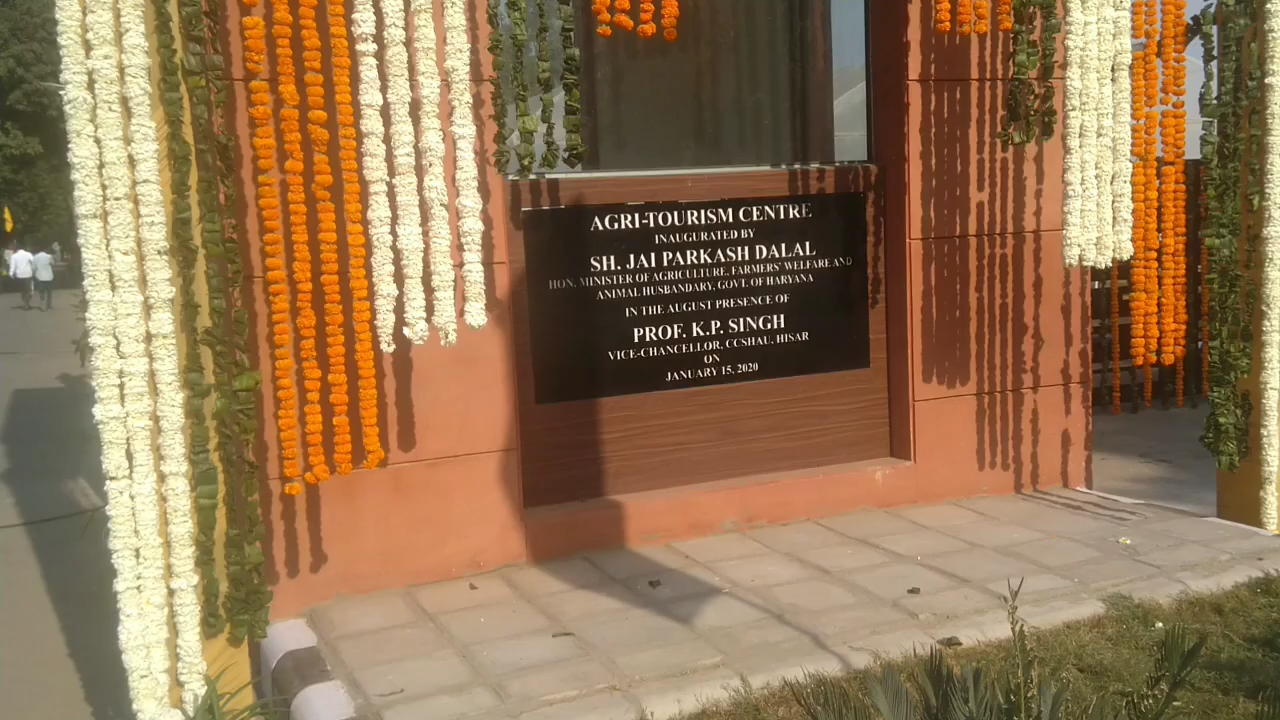 AGRI-TOURISM CENTRE
INAUGURATED BY
SH. JAI PARKASH DALAL
HON. MINISTER OF AGRICULTURE, FARMERS' WELFARE AND
ANIMAL HUSBANDARY, GOVT. OF HARYANA
IN THE AUGUST PRESENCE OF
PROF. K.P. SINGH
VICE-CHANCELLOR, CCSHAU, HISAR
ON
JANUARY 15, 2020